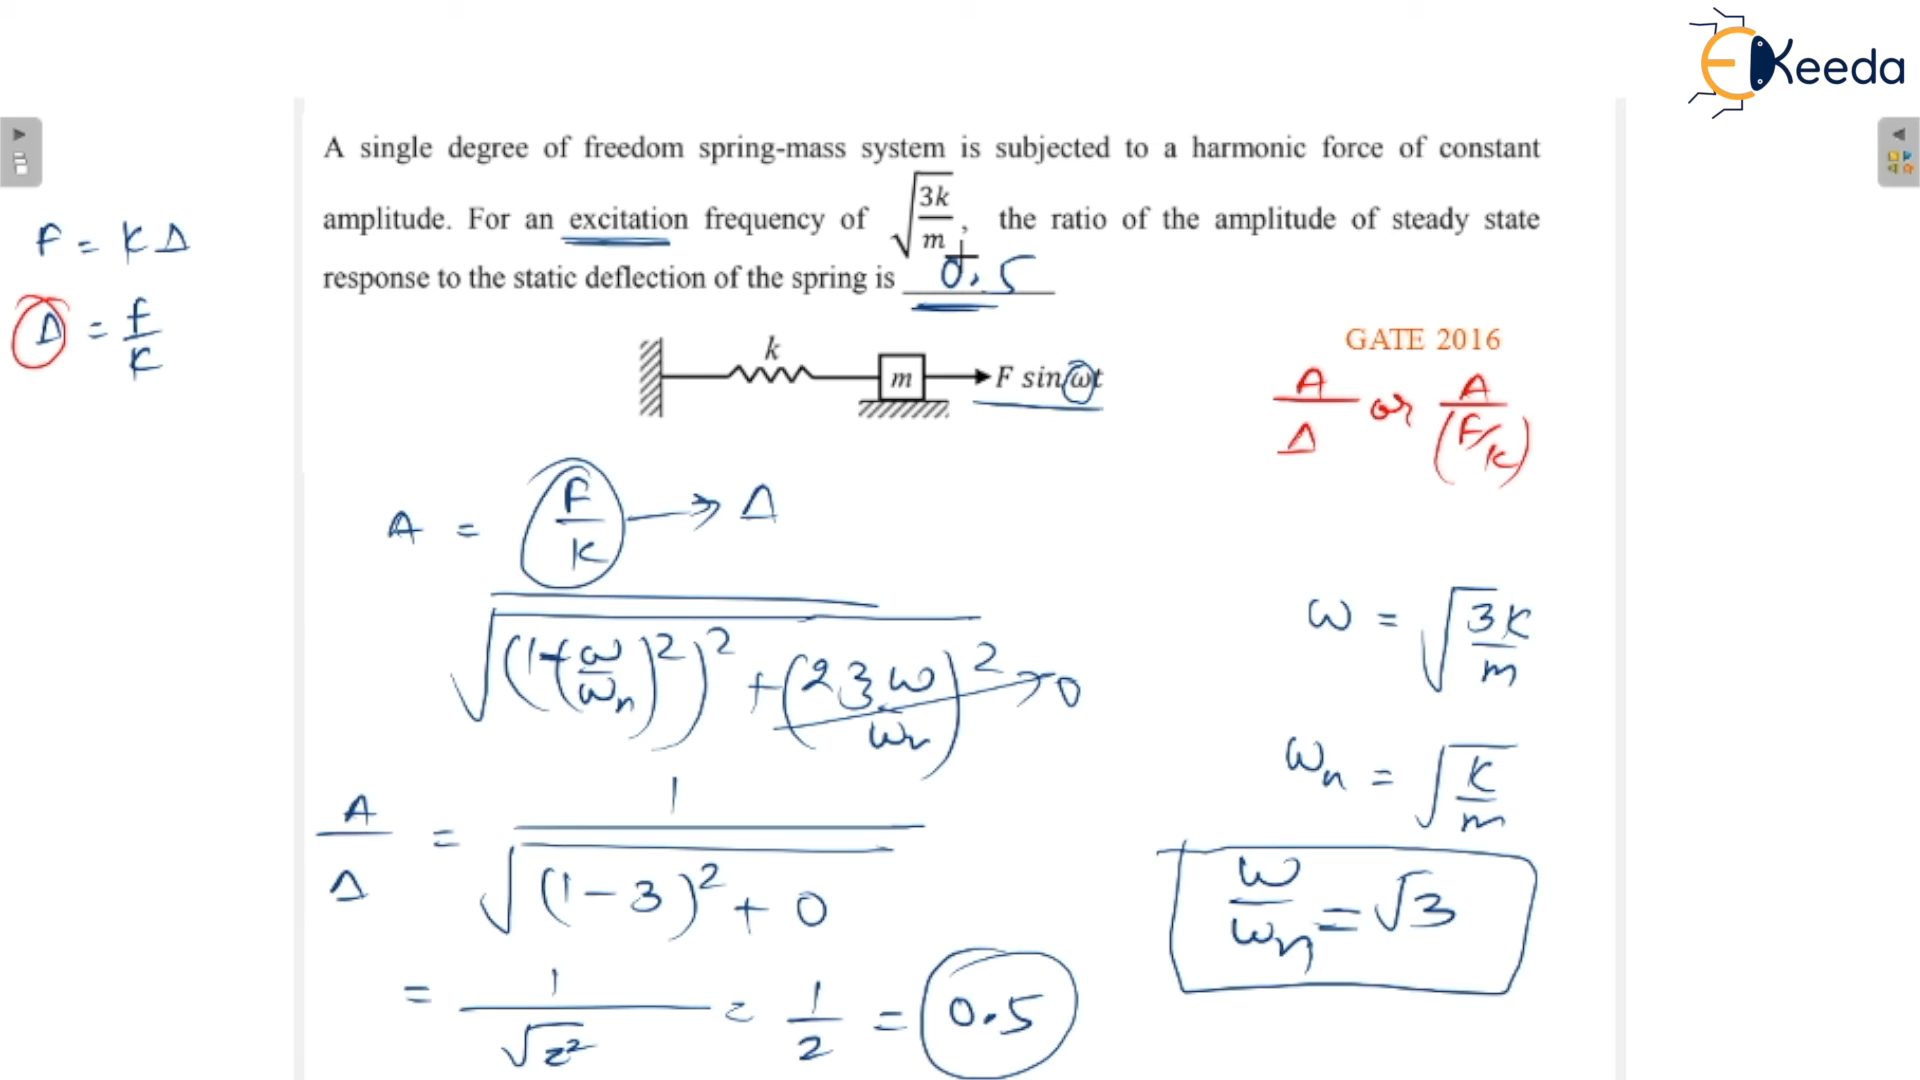 EKeeda
A single degree of freedom spring-mass system is subjected to a harmonic force of constant
amplitude. For an excitation frequency of √(3k/m), the ratio of the amplitude of steady state
response to the static deflection of the spring is 0.5
F = KΔ
Δ = f/K
k
m
F sin ωt
GATE 2016
A/Δ or A/(F/K)
A = (F/K) → Δ
√((1-(ω/ωn)²)² + (2ξω/ωn)²) → 0
ω = √(3K/m)
ωn = √(K/m)
A/Δ = 1/√((1-3)² + 0)
ω/ωn = √3
= 1/√2² = 1/2 = 0.5